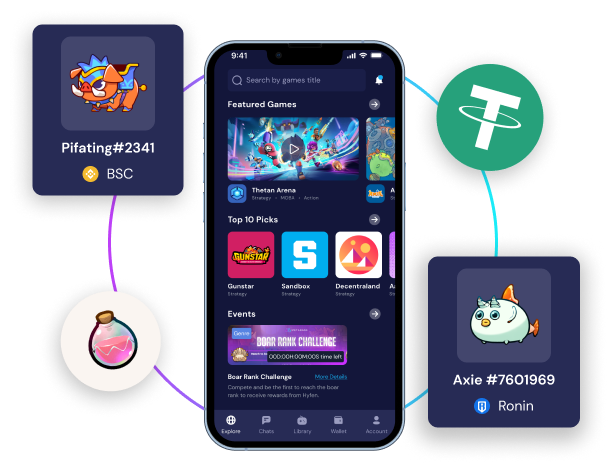 9:41
Search by games title
Featured Games
Thetan Arena
Strategy • MOBA • Action
A
Top 10 Picks
GUNSTAR
S
Gunstar
Sandbox
Decentraland
Strategy
Strategy
Strategy
Events
Genre
BOAR RANK CHALLENGE
00D:00H:00M:00S time left
Boar Rank Challenge
More Details
Compete and be the first to reach the boar
rank to receive rewards from Hyfen.
Explore
Chats
Library
Wallet
Account
Pifating#2341
BSC
Axie #7601969
Ronin